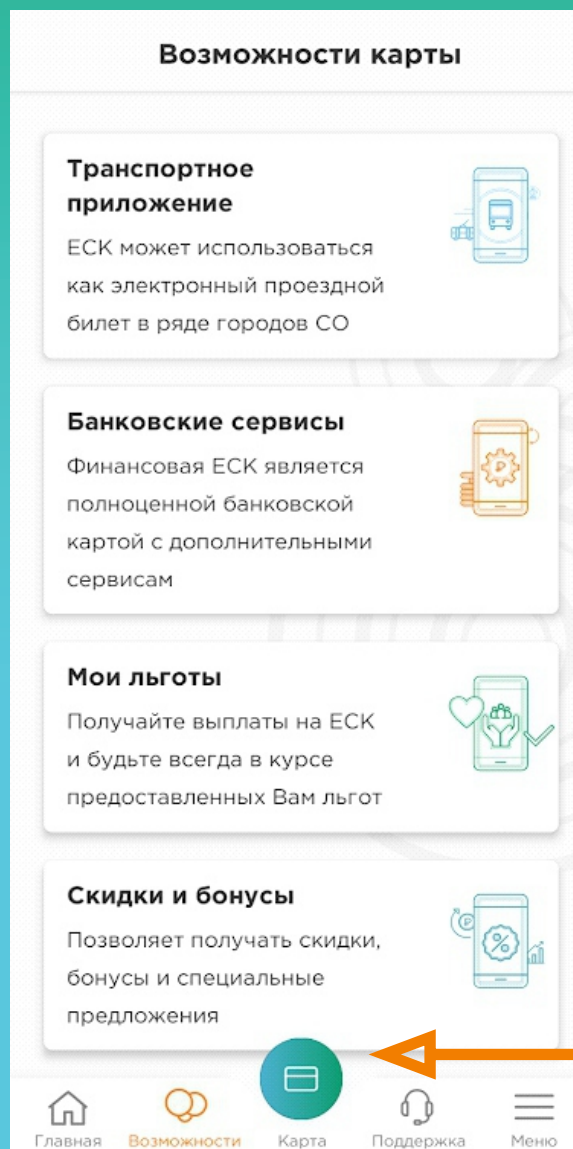 Возможности карты
Транспортное
приложение
ЕСК может использоваться
как электронный проездной
билет в ряде городов СО
Банковские сервисы
Финансовая ЕСК является
полноценной банковской
картой с дополнительными
сервисам
Мои льготы
Получайте выплаты на ЕСК
и будьте всегда в курсе
предоставленных Вам льгот
Скидки и бонусы
Позволяет получать скидки,
бонусы и специальные
предложения
Главная Возможности Карта Поддержка Меню